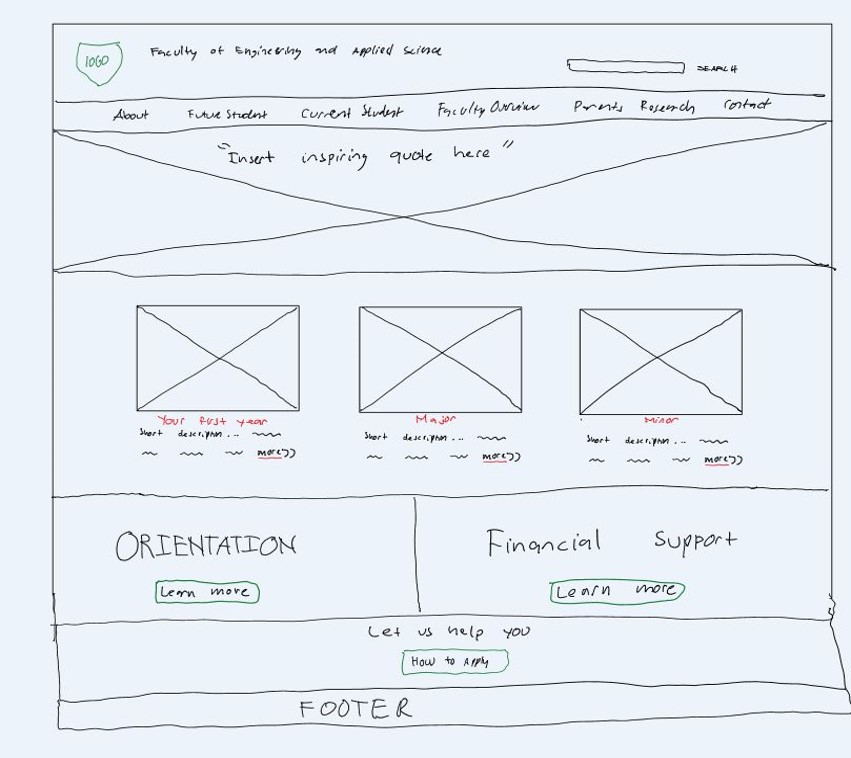 LOGO
Faculty of Engineering and Applied Science
SEARCH
About Future Student Current Student Faculty Overview Parents Research Contact
"Insert inspiring quote here"
Your first year
Short description...
more>>
Major
Short description...
more>>
Minor
Short description...
more>>
ORIENTATION
Learn more
Financial Support
Learn more
Let us help you
How to Apply
FOOTER